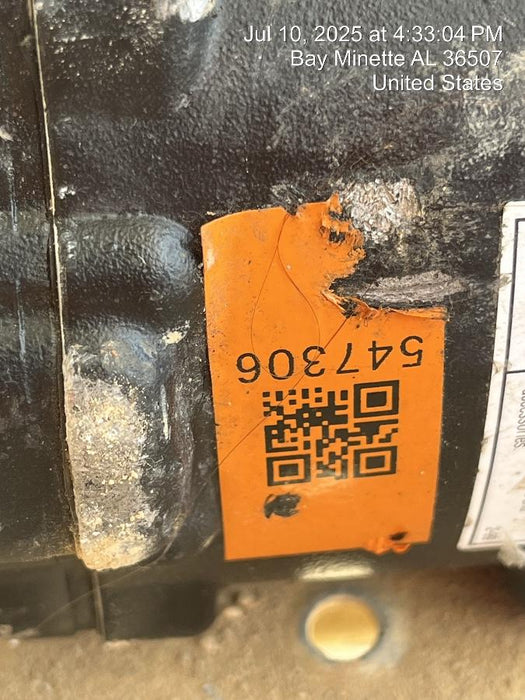 Jul 10, 2025 at 4:33:04 PM
Bay Minette AL 36507
United States
547306